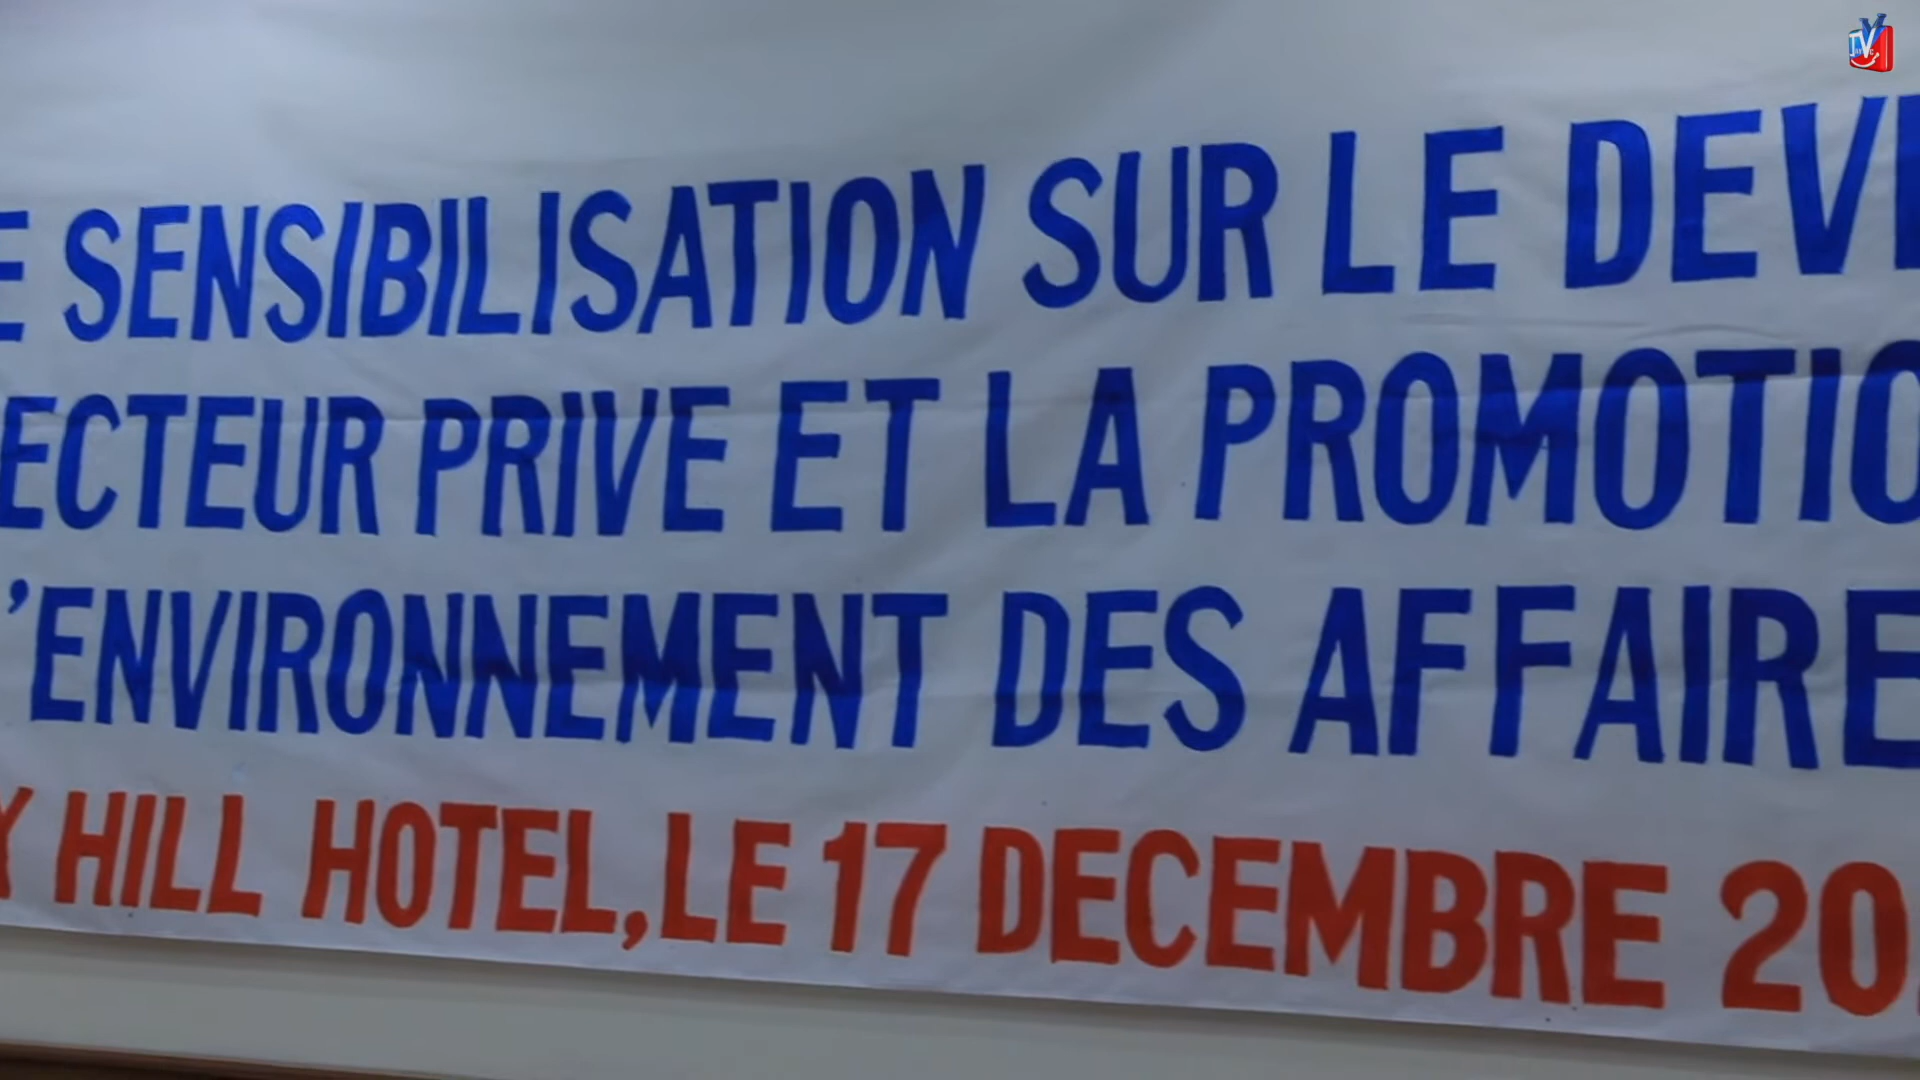 E SENSIBILISATION SUR LE DEVE
ECTEUR PRIVE ET LA PROMOTIO
'ENVIRONNEMENT DES AFFAIRE
X HILL HOTEL, LE 17 DECEMBRE 20